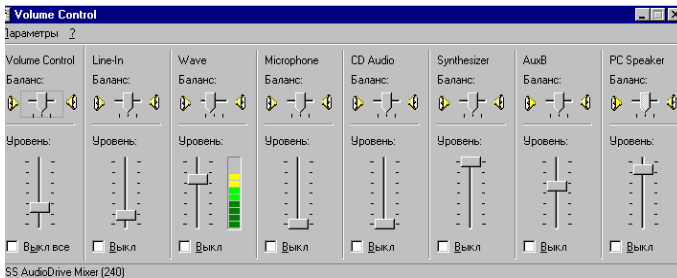 Volume Control
Параметры ?
Volume Control Line-In Wave Microphone CD Audio Synthesizer AuxB PC Speaker
Баланс: Баланс: Баланс: Баланс: Баланс: Баланс: Баланс: Баланс:
Уровень: Уровень: Уровень: Уровень: Уровень: Уровень: Уровень: Уровень:
Выкл все Выкл Выкл Выкл Выкл Выкл Выкл Выкл
SS AudioDrive Mixer (240)